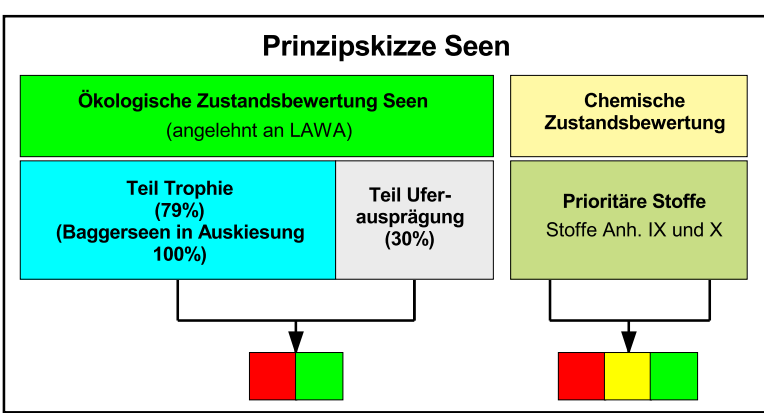 Prinzipskizze Seen
Ökologische Zustandsbewertung Seen
(angelehnt an LAWA)
Chemische
Zustandsbewertung
Teil Trophie
(79%)
(Baggerseen in Auskiesung
100%)
Teil Ufer-
ausprägung
(30%)
Prioritäre Stoffe
Stoffe Anh. IX und X